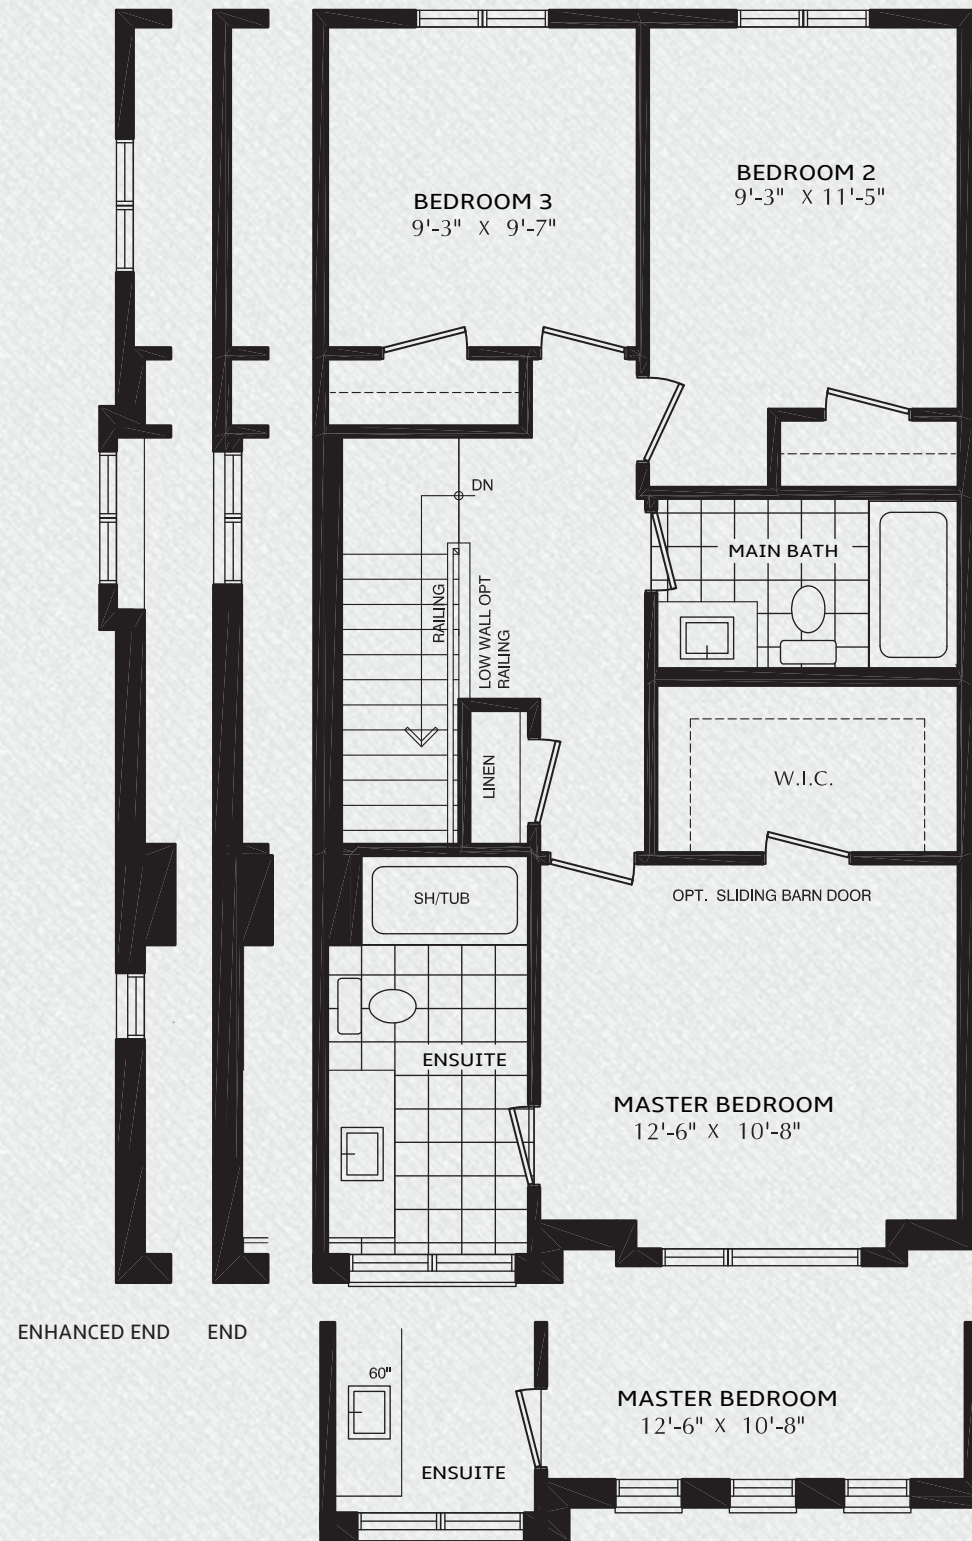 BEDROOM 2
9'-3" X 11'-5"
BEDROOM 3
9'-3" X 9'-7"
DN
MAIN BATH
RAILING
LOW WALL OPT
RAILING
LINEN
W.I.C.
SH/TUB
OPT. SLIDING BARN DOOR
ENSUITE
MASTER BEDROOM
12'-6" X 10'-8"
ENHANCED END
END
60"
MASTER BEDROOM
12'-6" X 10'-8"
ENSUITE